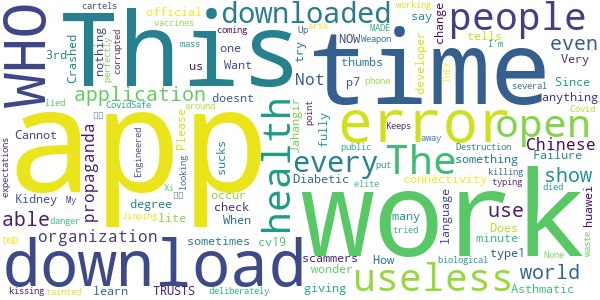 cartels
official
vaccines
WHO
This
downloaded
people
working
MADE
arse
change
say
Up
NOW
Weapon
coming
mass
corrupted
perfectly
3rd
Crashed
nothing
one
Want
us
try
thumbs
developer
tells
I'm
even
Very
time
Not
p7
phone
Since
anything
several
application
doesnt
THEY
Covid
lied
CovidSafe
around
health
Please
point
fully
Jahangir
error
open
app
expectations
Cannot
propaganda
Engineered
looking
sucks
every
The
Chinese
something
Failure
Keeps
away
public
put
Destruction
killing
show
Kidney
My
Xi
occur
Diabetic
connectivity
elite
typing
died
able
danger
Jinping
degree
check
many
tried
language
use
huawei
DND
lite
When
scammers
How
Does
minute
None
biological
work
organization
sometimes
cv19
wonder
type1
world
waste
download
kissing
tainted
learn
TRUSTS
deliberately
giving
useless
Asthmatic